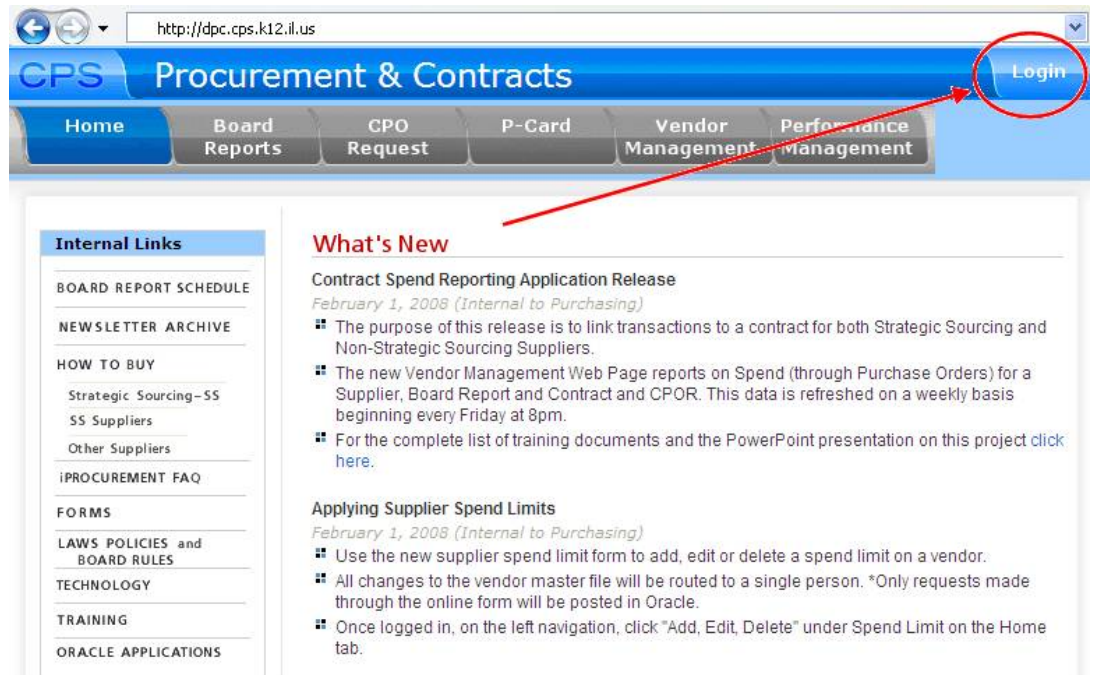 http://dpc.cps.k12.il.us
CPS Procurement & Contracts Login
Home Board Reports CPO Request P-Card Vendor Management Performance Management
Internal Links
BOARD REPORT SCHEDULE
NEWSLETTER ARCHIVE
HOW TO BUY
Strategic Sourcing-SS
SS Suppliers
Other Suppliers
iPROCUREMENT FAQ
FORMS
LAWS POLICIES and
BOARD RULES
TECHNOLOGY
TRAINING
ORACLE APPLICATIONS
What's New
Contract Spend Reporting Application Release
February 1, 2008 (Internal to Purchasing)
The purpose of this release is to link transactions to a contract for both Strategic Sourcing and
Non-Strategic Sourcing Suppliers.
The new Vendor Management Web Page reports on Spend (through Purchase Orders) for a
Supplier, Board Report and Contract and CPOR. This data is refreshed on a weekly basis
beginning every Friday at 8pm.
For the complete list of training documents and the PowerPoint presentation on this project click
here.
Applying Supplier Spend Limits
February 1, 2008 (Internal to Purchasing)
Use the new supplier spend limit form to add, edit or delete a spend limit on a vendor.
All changes to the vendor master file will be routed to a single person. *Only requests made
through the online form will be posted in Oracle.
Once logged in, on the left navigation, click "Add, Edit, Delete" under Spend Limit on the Home
tab.